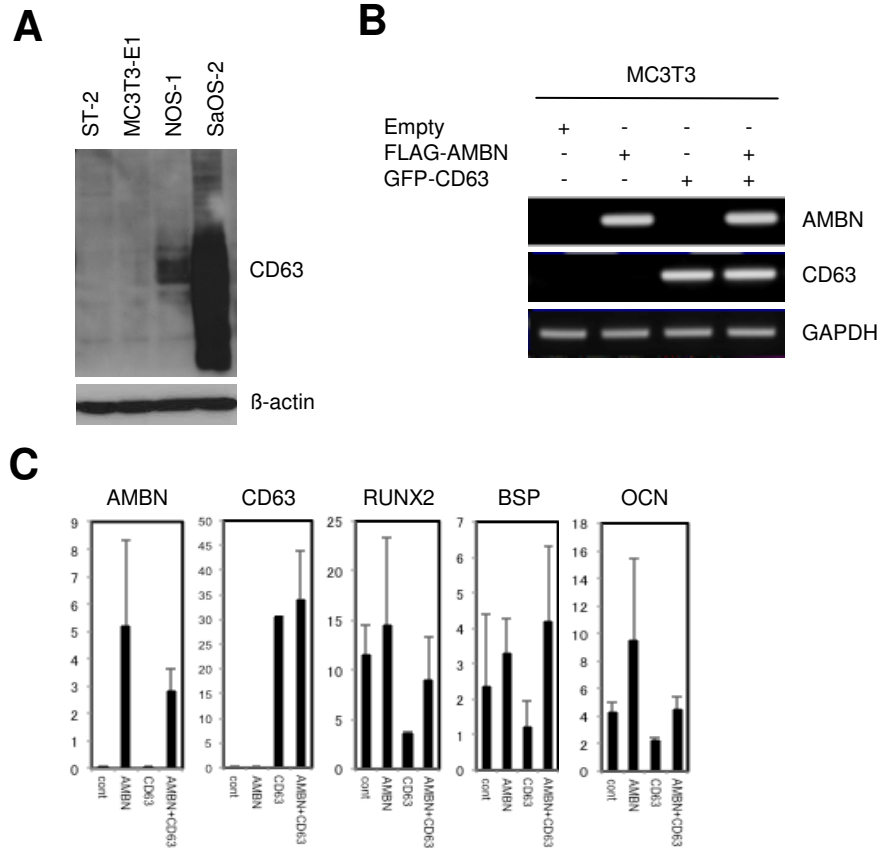 A
ST-2
MC3T3-E1
NOS-1
SaOS-2
CD63
ß-actin
B
MC3T3
Empty + - - -
FLAG-AMBN - + - +
GFP-CD63 - - + +
AMBN
CD63
GAPDH
C
AMBN
9
8
7
6
5
4
3
2
1
0
cont
AMBN
CD63
AMBN+CD63
CD63
50
45
40
35
30
25
20
15
10
5
0
cont
AMBN
CD63
AMBN+CD63
RUNX2
25
20
15
10
5
0
cont
AMBN
CD63
AMBN+CD63
BSP
7
6
5
4
3
2
1
0
cont
AMBN
CD63
AMBN+CD63
OCN
18
16
14
12
10
8
6
4
2
0
cont
AMBN
CD63
AMBN+CD63